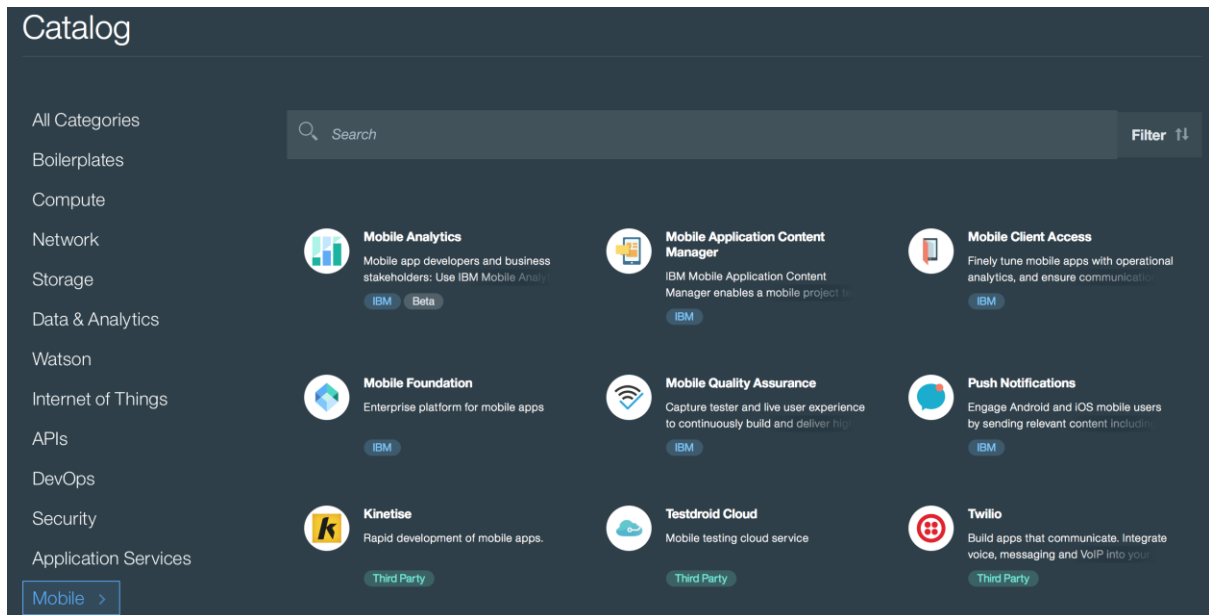 Catalog
All Categories
Boilerplates
Compute
Network
Storage
Data & Analytics
Watson
Internet of Things
APIs
DevOps
Security
Application Services
Mobile >
Search
Filter
Mobile Analytics
Mobile app developers and business
stakeholders: Use IBM Mobile
IBM Beta
Mobile Application Content
Manager
IBM Mobile Application Content
Manager enables a mobile project
IBM
Mobile Client Access
Finely tune mobile apps with operational
analytics, and ensure communication
IBM
Mobile Foundation
Enterprise platform for mobile apps
IBM
Mobile Quality Assurance
Capture tester and live user experience
to continuously build and deliver
IBM
Push Notifications
Engage Android and iOS mobile users
by sending relevant content including
IBM
Kinetise
Rapid development of mobile apps.
Third Party
Testdroid Cloud
Mobile testing cloud service
Third Party
Twilio
Build apps that communicate. Integrate
voice, messaging and VoIP into your
Third Party